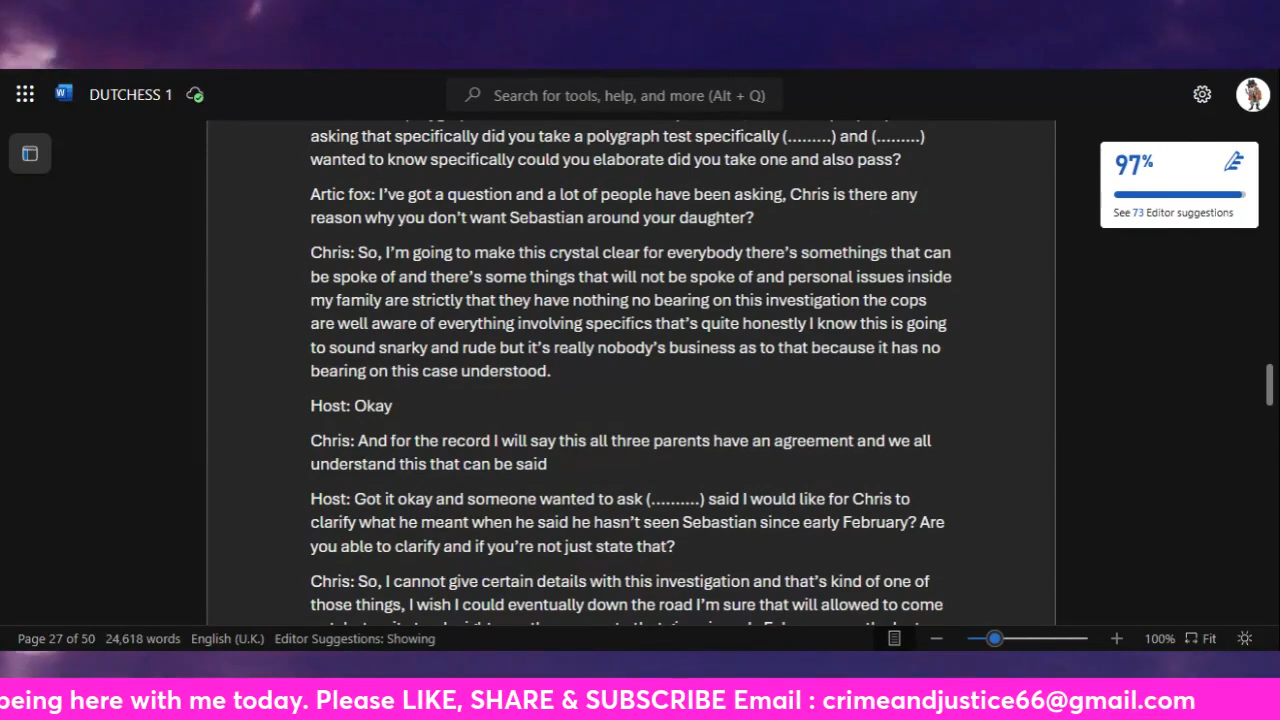 DUTCHESS 1
Search for tools, help, and more (Alt + Q)
asking that specifically did you take a polygraph test specifically (.........) and (.........)
wanted to know specifically could you elaborate did you take one and also pass?
Artic fox: I've got a question and a lot of people have been asking, Chris is there any
reason why you don't want Sebastian around your daughter?
Chris: So, I'm going to make this crystal clear for everybody there's somethings that can
be spoke of and there's some things that will not be spoke of and personal issues inside
my family are strictly that they have nothing no bearing on this investigation the cops
are well aware of everything involving specifics that's quite honestly I know this is going
to sound snarky and rude but it's really nobody's business as to that because it has no
bearing on this case understood.
Host: Okay
Chris: And for the record I will say this all three parents have an agreement and we all
understand this that can be said
Host: Got it okay and someone wanted to ask (..........) said I would like for Chris to
clarify what he meant when he said he hasn't seen Sebastian since early February? Are
you able to clarify and if you're not just state that?
Chris: So, I cannot give certain details with this investigation and that's kind of one of
those things, I wish I could eventually down the road I'm sure that will allowed to come
97%
See 73 Editor suggestions
Page 27 of 50 24,618 words English (U.K.) Editor Suggestions: Showing
100% Fit
being here with me today. Please LIKE, SHARE & SUBSCRIBE Email : crimeandjustice66@gmail.com